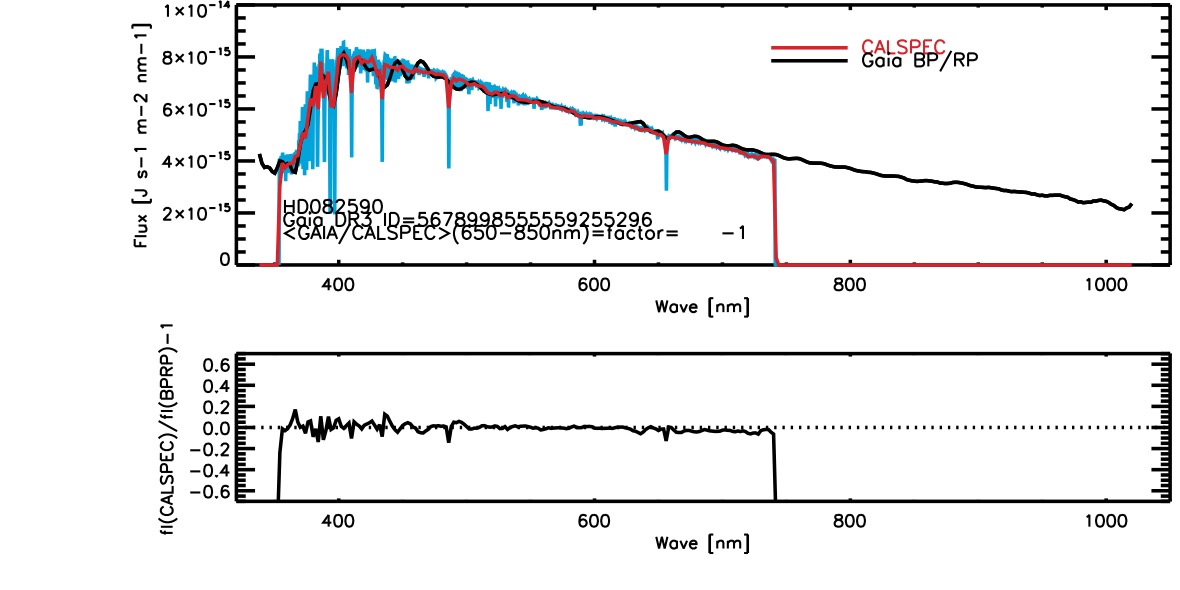 1×10⁻¹⁴
8×10⁻¹⁵
6×10⁻¹⁵
4×10⁻¹⁵
2×10⁻¹⁵
0
Flux [J s−1 m−2 nm−1]
CALSPEC
Gaia BP/RP
HD082590
Gaia DR3 ID=5678998555559255296
<GAIA/CALSPEC>(650−850nm)=factor= −1
400 600 800 1000
Wave [nm]
fl(CALSPEC)/fl(BPRP)−1
0.6
0.4
0.2
0.0
−0.2
−0.4
−0.6
400 600 800 1000
Wave [nm]